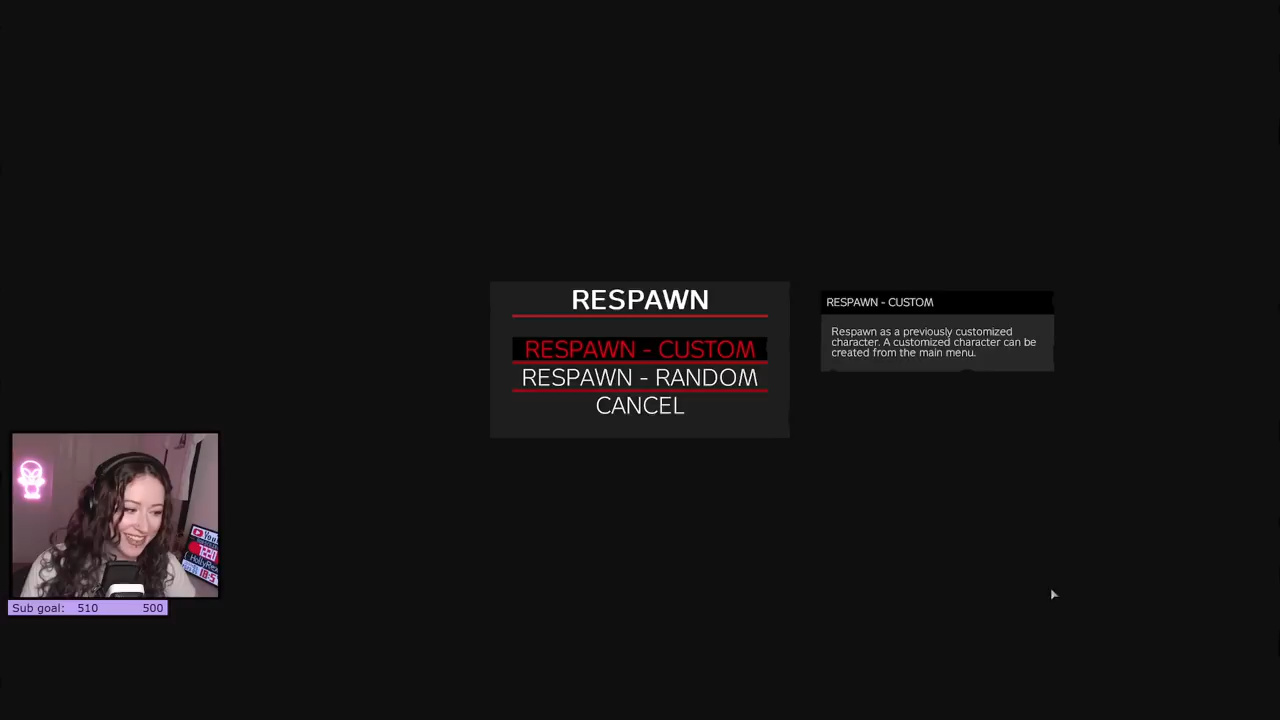 RESPAWN
RESPAWN - CUSTOM
RESPAWN - RANDOM
CANCEL
RESPAWN - CUSTOM
Respawn as a previously customized
character. A customized character can be
created from the main menu.
Sub goal: 510 500